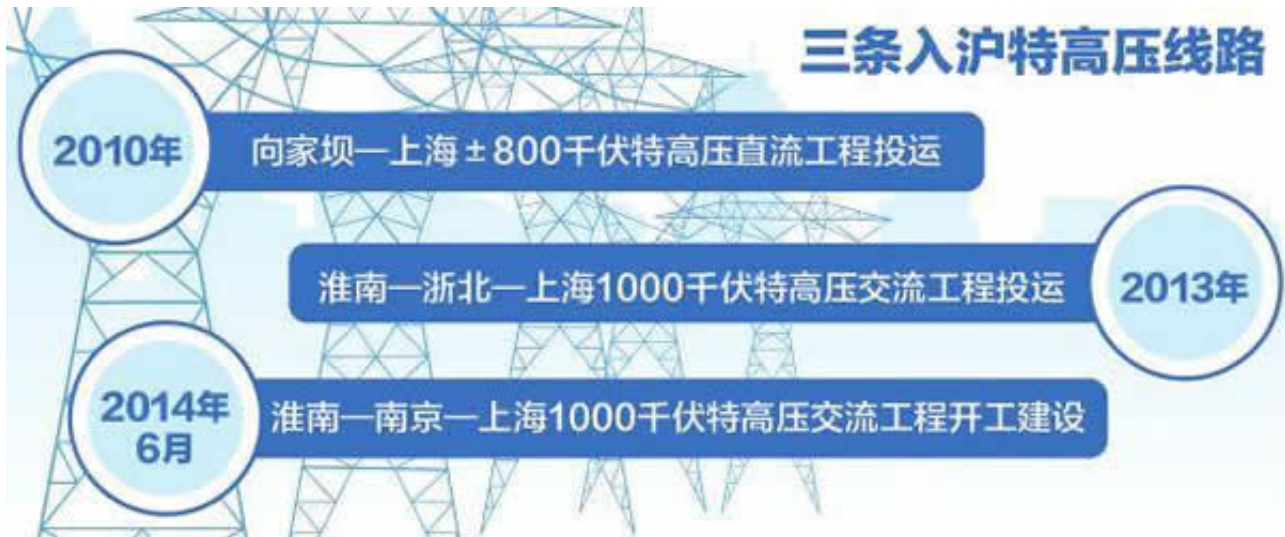 三条入沪特高压线路
2010年
向家坝—上海±800千伏特高压直流工程投运
淮南—浙北—上海1000千伏特高压交流工程投运
2013年
2014年
6月
淮南—南京—上海1000千伏特高压交流工程开工建设